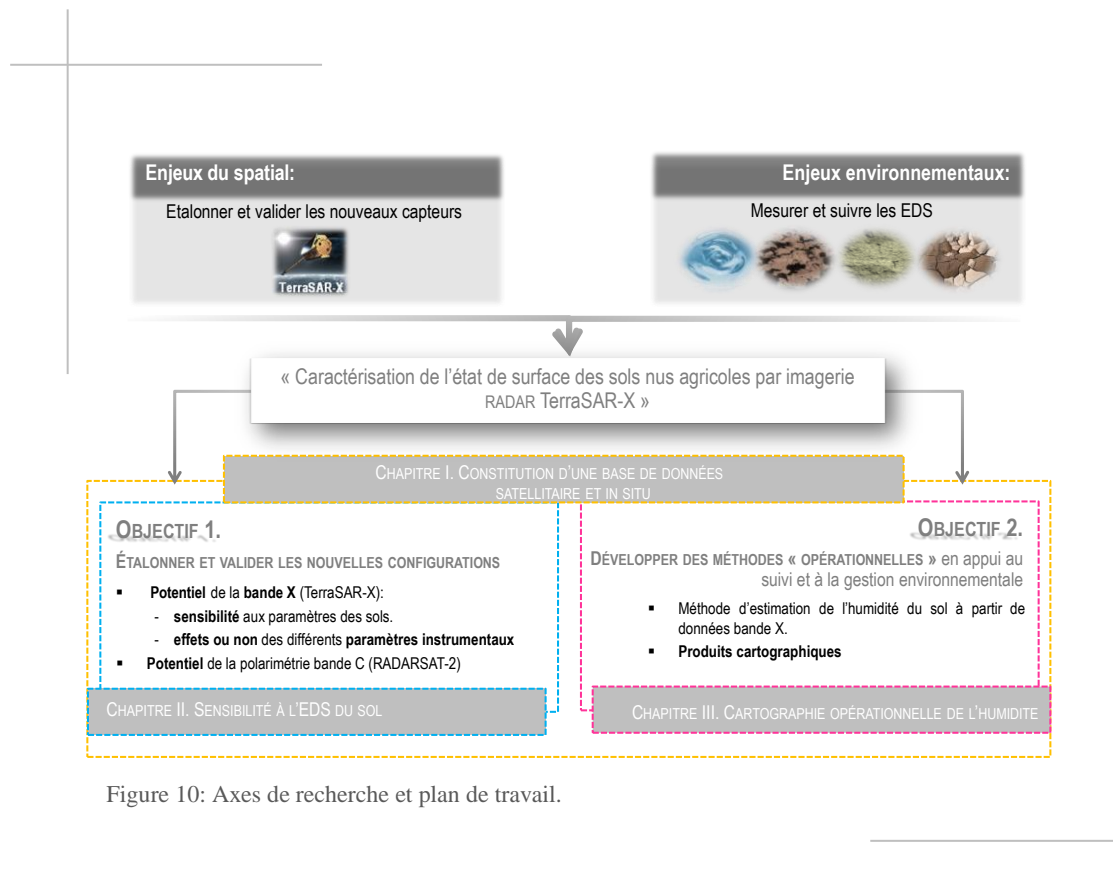 Enjeux du spatial:
Etalonner et valider les nouveaux capteurs
TerraSAR-X
Enjeux environnementaux:
Mesurer et suivre les EDS
« Caractérisation de l'état de surface des sols nus agricoles par imagerie
RADAR TerraSAR-X »
CHAPITRE I. CONSTITUTION D'UNE BASE DE DONNÉES
SATELLITAIRE ET IN SITU
OBJECTIF 1.
ÉTALONNER ET VALIDER LES NOUVELLES CONFIGURATIONS
▪ Potentiel de la bande X (TerraSAR-X):
- sensibilité aux paramètres des sols.
- effets ou non des différents paramètres instrumentaux
▪ Potentiel de la polarimétrie bande C (RADARSAT-2)
CHAPITRE II. SENSIBILITÉ À L'EDS DU SOL
OBJECTIF 2.
DÉVELOPPER DES MÉTHODES « OPÉRATIONNELLES » en appui au
suivi et à la gestion environnementale
▪ Méthode d'estimation de l'humidité du sol à partir de
données bande X.
▪ Produits cartographiques
CHAPITRE III. CARTOGRAPHIE OPÉRATIONNELLE DE L'HUMIDITE
Figure 10: Axes de recherche et plan de travail.